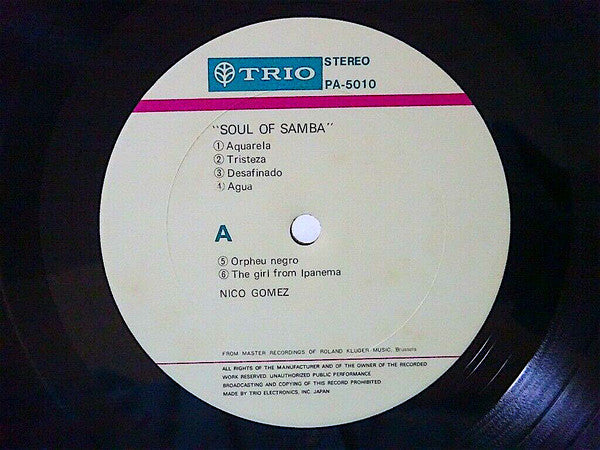 TRIO
STEREO
PA-5010
"SOUL OF SAMBA"
① Aquarela
② Tristeza
③ Desafinado
④ Agua
A
⑤ Orpheu negro
⑥ The girl from Ipanema
NICO GOMEZ
FROM MASTER RECORDINGS OF ROLAND KLUGER MUSIC, Brussels
ALL RIGHTS OF THE MANUFACTURER AND OF THE OWNER OF THE RECORDED
WORK RESERVED. UNAUTHORIZED PUBLIC PERFORMANCE
BROADCASTING AND COPYING OF THIS RECORD PROHIBITED
MADE BY TRIO ELECTRONICS, INC. JAPAN